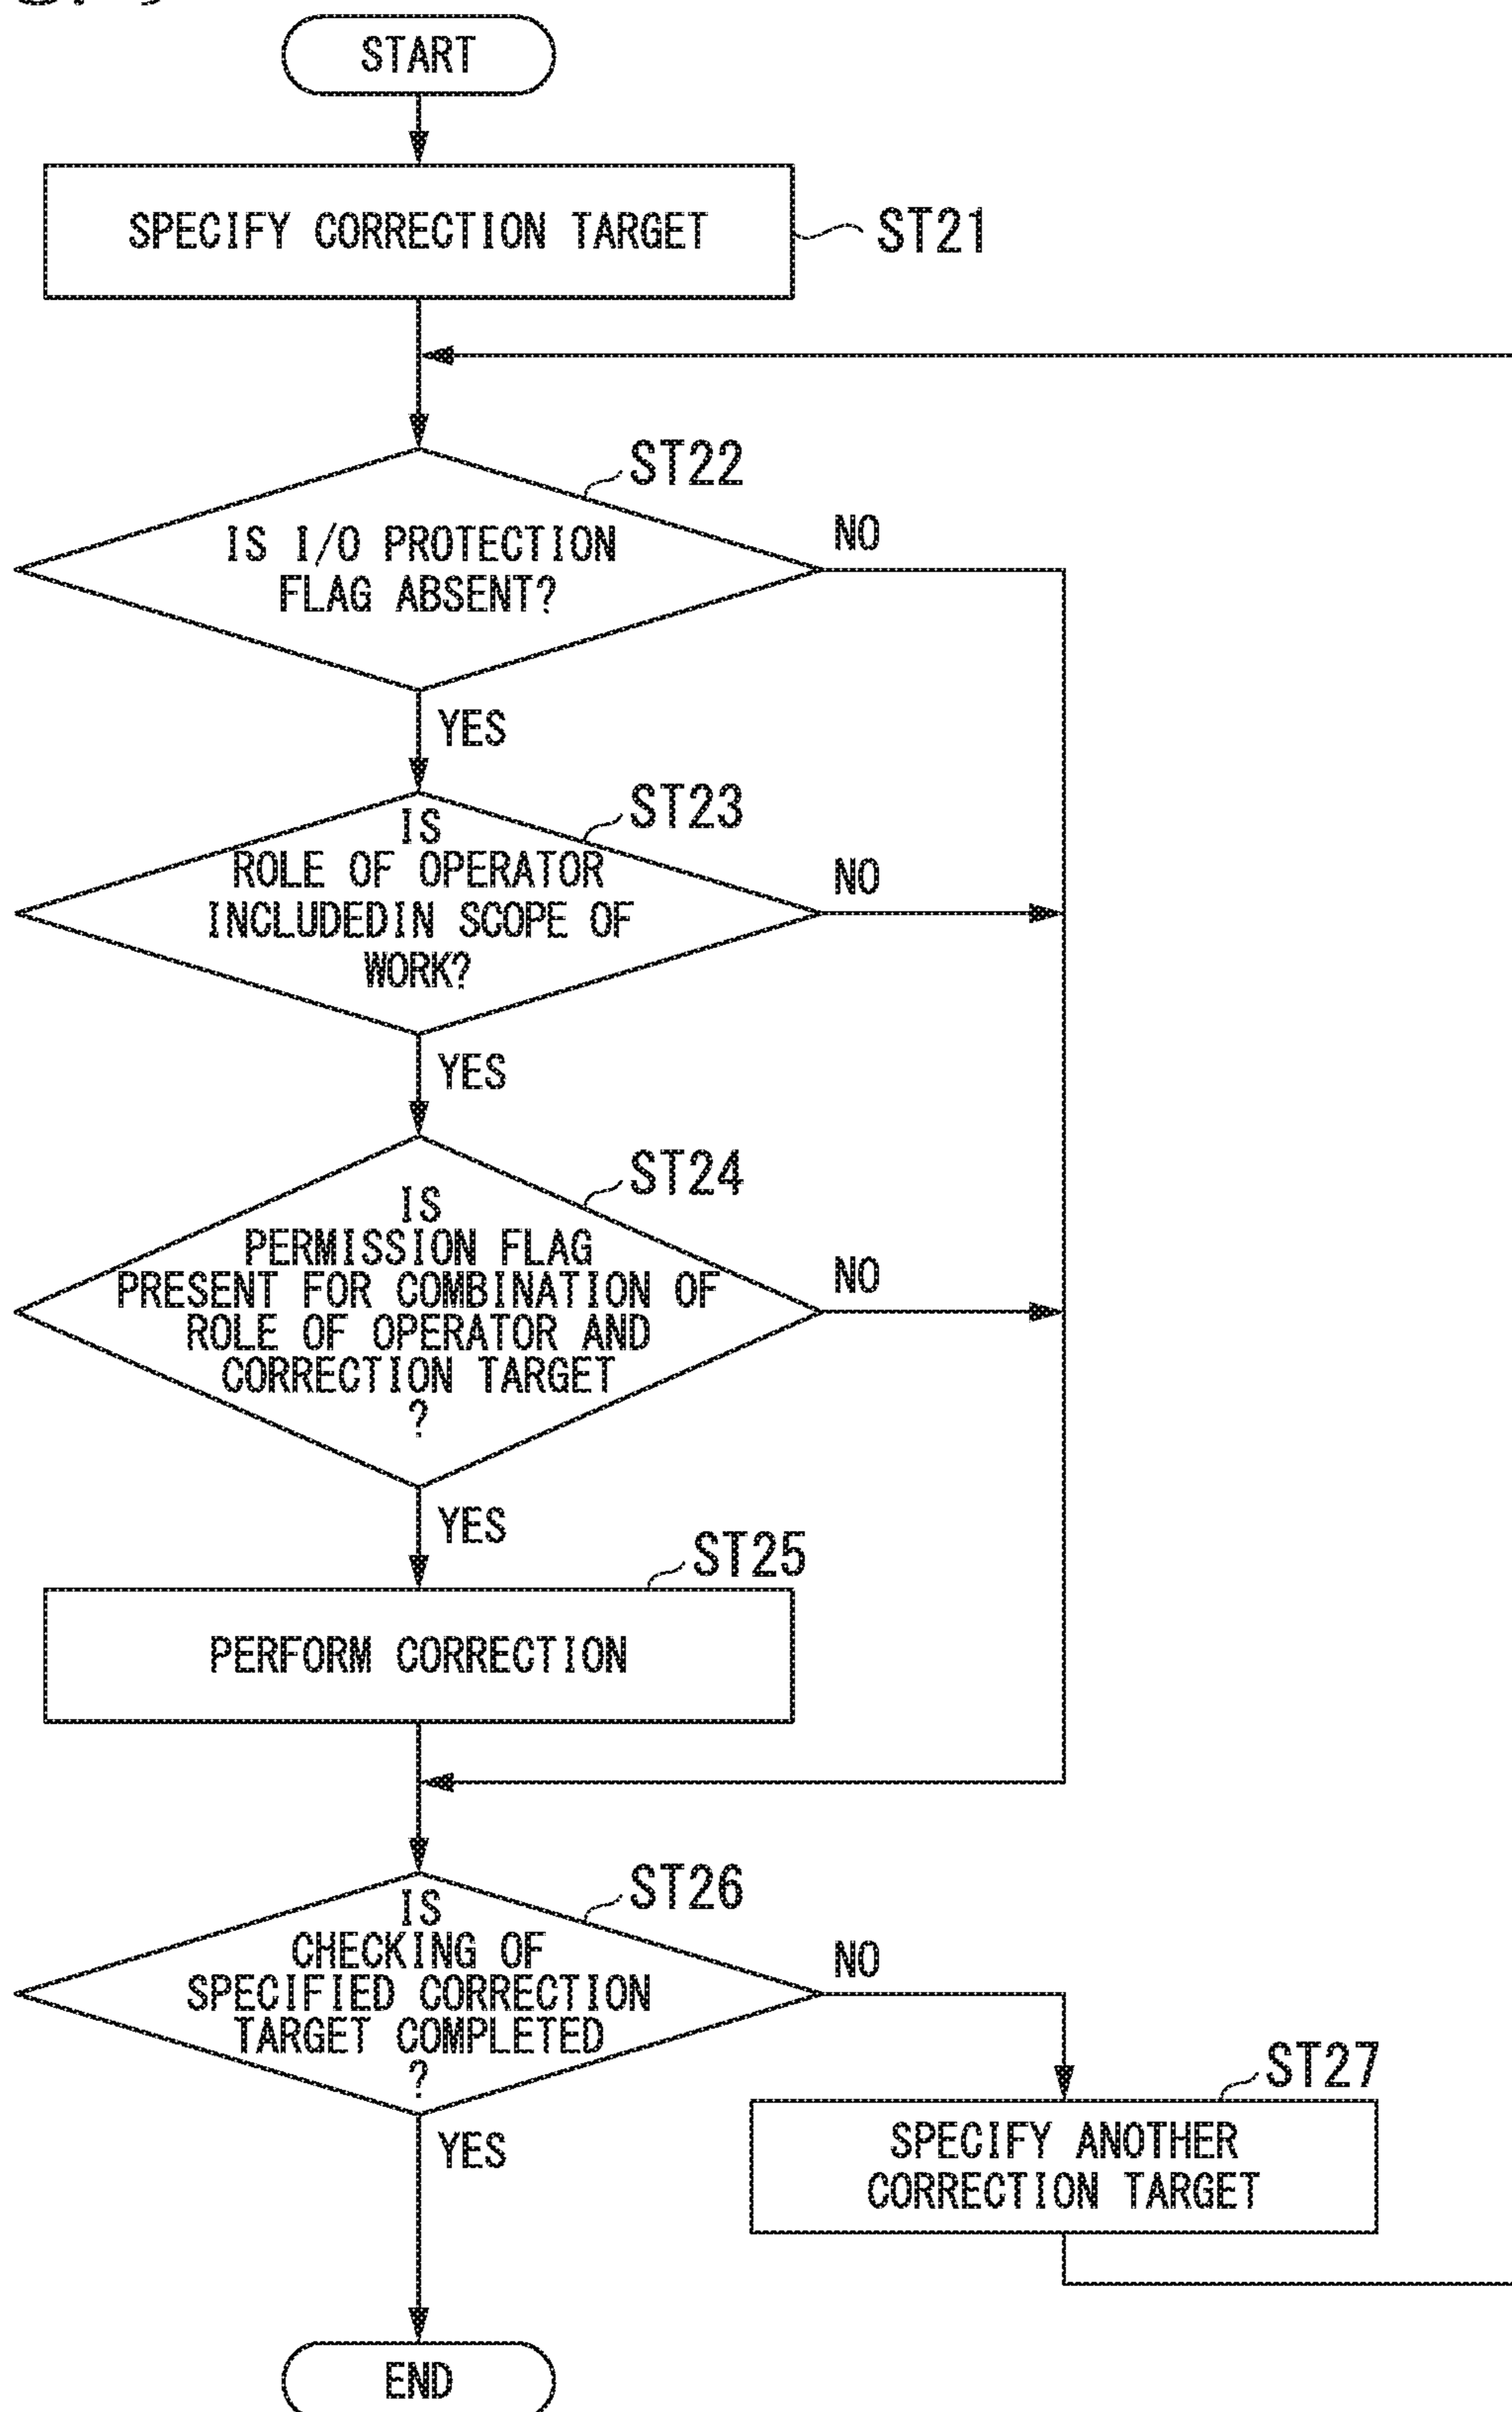 START
SPECIFY CORRECTION TARGET
ST21
ST22
IS I/O PROTECTION
FLAG ABSENT?
NO
YES
ST23
IS
ROLE OF OPERATOR
INCLUDEDIN SCOPE OF
WORK?
NO
YES
ST24
IS
PERMISSION FLAG
PRESENT FOR COMBINATION OF
ROLE OF OPERATOR AND
CORRECTION TARGET
?
NO
YES
ST25
PERFORM CORRECTION
ST26
IS
CHECKING OF
SPECIFIED CORRECTION
TARGET COMPLETED
?
NO
YES
ST27
SPECIFY ANOTHER
CORRECTION TARGET
END